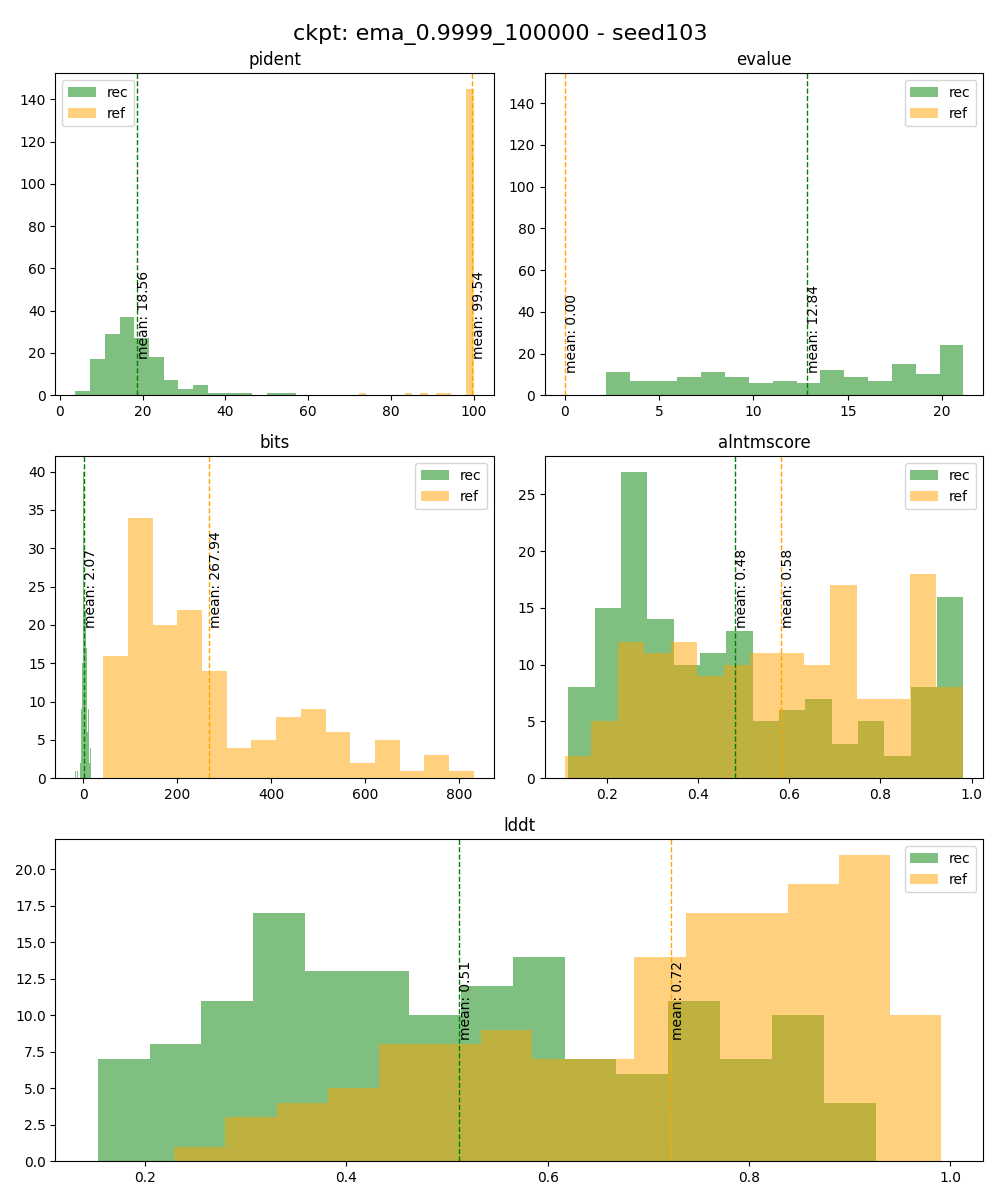 ckpt: ema_0.9999_100000 - seed103
pident
rec
ref
140
120
100
80
60
40
20
0
mean: 18.56
mean: 99.54
0 20 40 60 80 100
evalue
rec
ref
140
120
100
80
60
40
20
0
mean: 0.00
mean: 12.84
0 5 10 15 20
bits
rec
ref
40
35
30
25
20
15
10
5
0
mean: 2.07
mean: 267.94
0 200 400 600 800
alntmscore
rec
ref
25
20
15
10
5
0
mean: 0.48
mean: 0.58
0.2 0.4 0.6 0.8 1.0
lddt
rec
ref
20.0
17.5
15.0
12.5
10.0
7.5
5.0
2.5
0.0
mean: 0.51
mean: 0.72
0.2 0.4 0.6 0.8 1.0